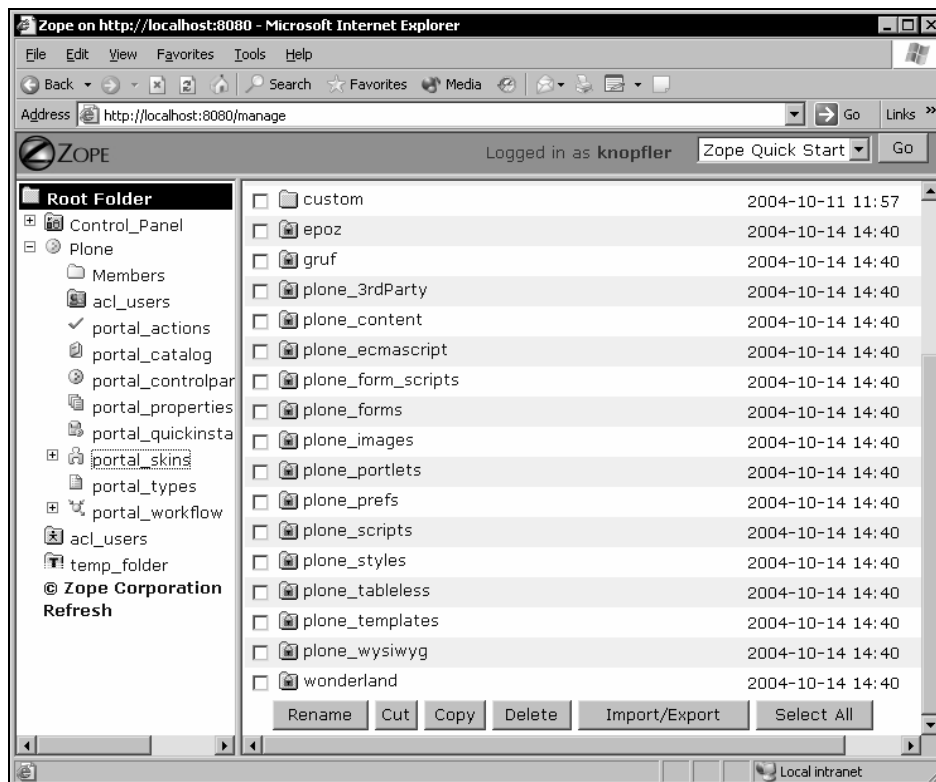 Zope on http://localhost:8080 - Microsoft Internet Explorer
File Edit View Favorites Tools Help
Back Search Favorites Media
Address http://localhost:8080/manage Go Links »
ZOPE Logged in as knopfler Zope Quick Start Go
Root Folder
Control_Panel
Plone
Members
acl_users
portal_actions
portal_catalog
portal_controlpar
portal_properties
portal_quickinsta
portal_skins
portal_types
portal_workflow
acl_users
temp_folder
© Zope Corporation
Refresh
custom 2004-10-11 11:57
epoz 2004-10-14 14:40
gruf 2004-10-14 14:40
plone_3rdParty 2004-10-14 14:40
plone_content 2004-10-14 14:40
plone_ecmascript 2004-10-14 14:40
plone_form_scripts 2004-10-14 14:40
plone_forms 2004-10-14 14:40
plone_images 2004-10-14 14:40
plone_portlets 2004-10-14 14:40
plone_prefs 2004-10-14 14:40
plone_scripts 2004-10-14 14:40
plone_styles 2004-10-14 14:40
plone_tableless 2004-10-14 14:40
plone_templates 2004-10-14 14:40
plone_wysiwyg 2004-10-14 14:40
wonderland 2004-10-14 14:40
Rename Cut Copy Delete Import/Export Select All
Local intranet